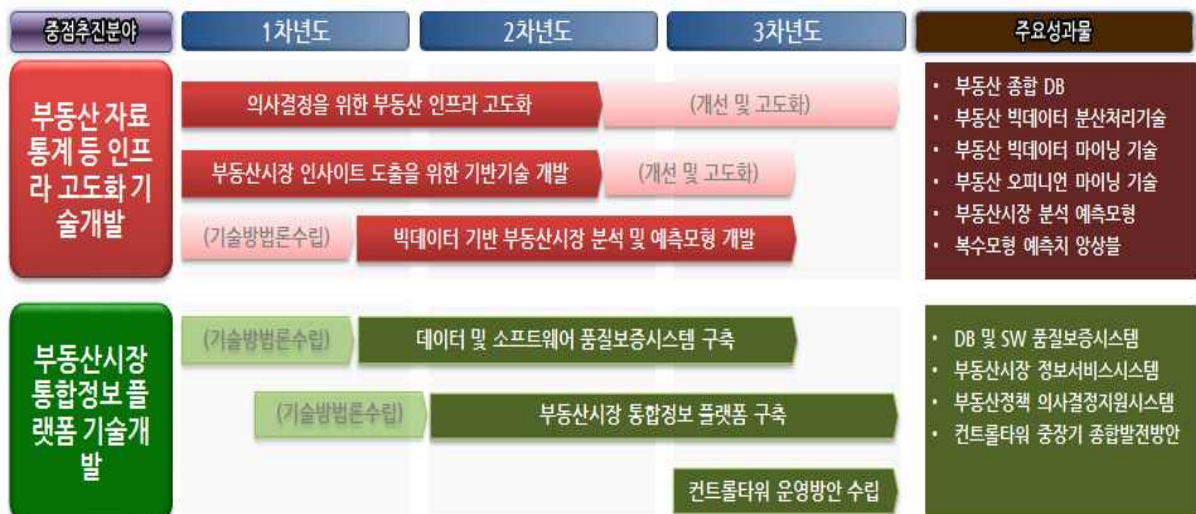 중점추진분야
1차년도
2차년도
3차년도
주요성과물
부동산 자료
통계 등 인프
라 고도화 기
술개발
의사결정을 위한 부동산 인프라 고도화
(개선 및 고도화)
부동산시장 인사이트 도출을 위한 기반기술 개발
(개선 및 고도화)
(기술방법론수립)
빅데이터 기반 부동산시장 분석 및 예측모형 개발
• 부동산 종합 DB
• 부동산 빅데이터 분산처리기술
• 부동산 빅데이터 마이닝 기술
• 부동산 오피니언 마이닝 기술
• 부동산시장 분석 예측모형
• 복수모형 예측치 앙상블
부동산시장
통합정보 플
랫폼 기술개
발
(기술방법론수립)
데이터 및 소프트웨어 품질보증시스템 구축
(기술방법론수립)
부동산시장 통합정보 플랫폼 구축
컨트롤타워 운영방안 수립
• DB 및 SW 품질보증시스템
• 부동산시장 정보서비스시스템
• 부동산정책 의사결정지원시스템
• 컨트롤타워 중장기 종합발전방안